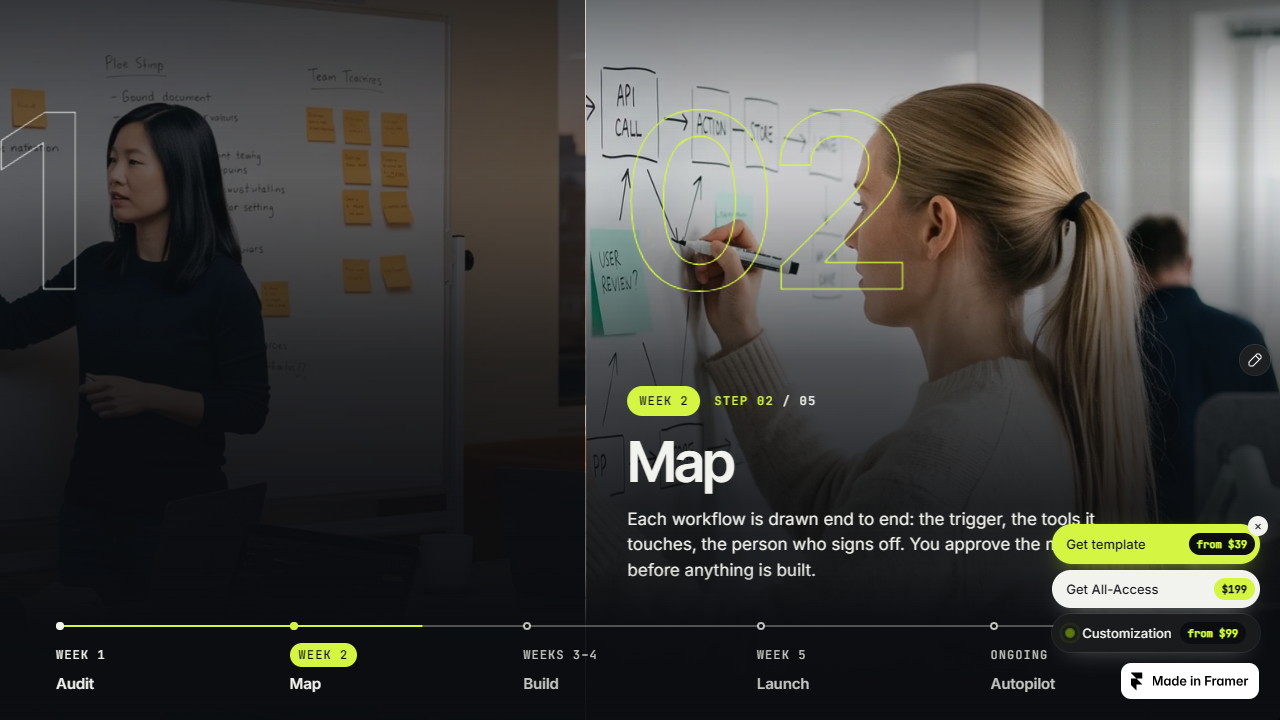 Team Teacnies
- Gound document
API
CALL
ACTION
STORE
USER
REVIEW?
1
02
WEEK 2
STEP 02 / 05
Map
Each workflow is drawn end to end: the trigger, the tools it
touches, the person who signs off. You approve the
before anything is built.
×
Get template from $39
Get All-Access $199
Customization from $99
WEEK 1
Audit
WEEK 2
Map
WEEKS 3–4
Build
WEEK 5
Launch
ONGOING
Autopilot
Made in Framer